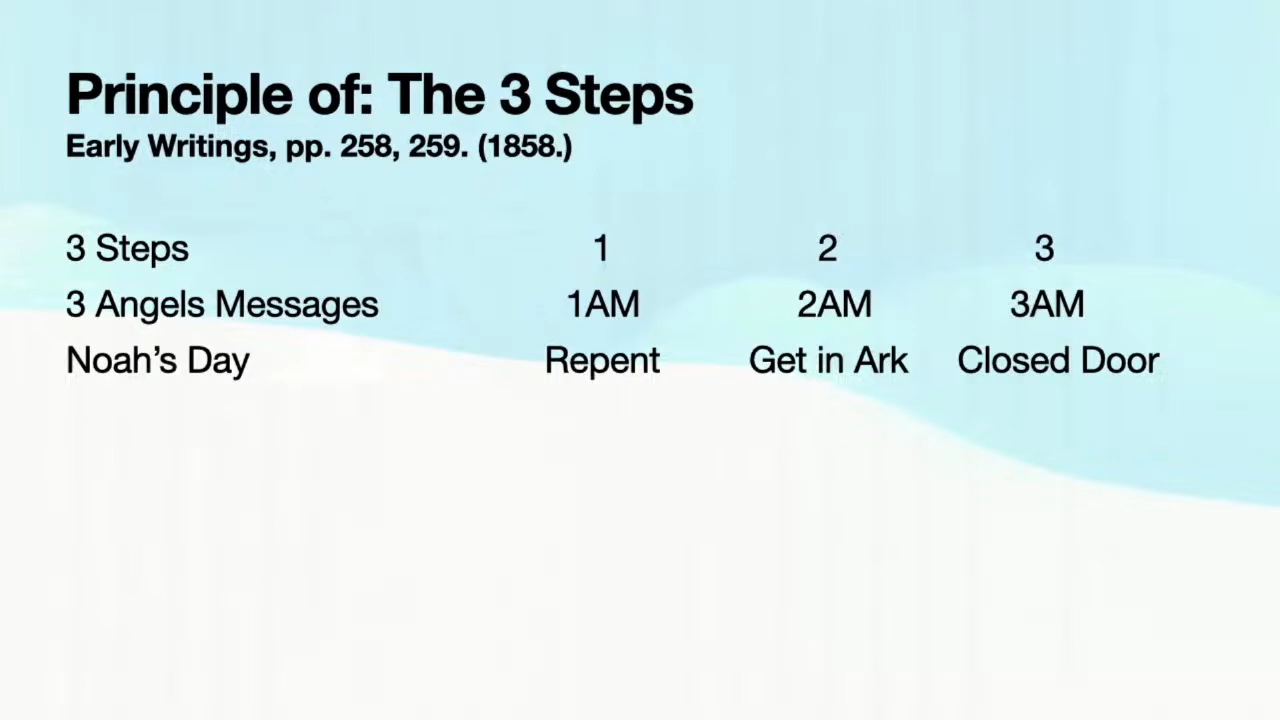 Principle of: The 3 Steps
Early Writings, pp. 258, 259. (1858.)
3 Steps 1 2 3
3 Angels Messages 1AM 2AM 3AM
Noah’s Day Repent Get in Ark Closed Door